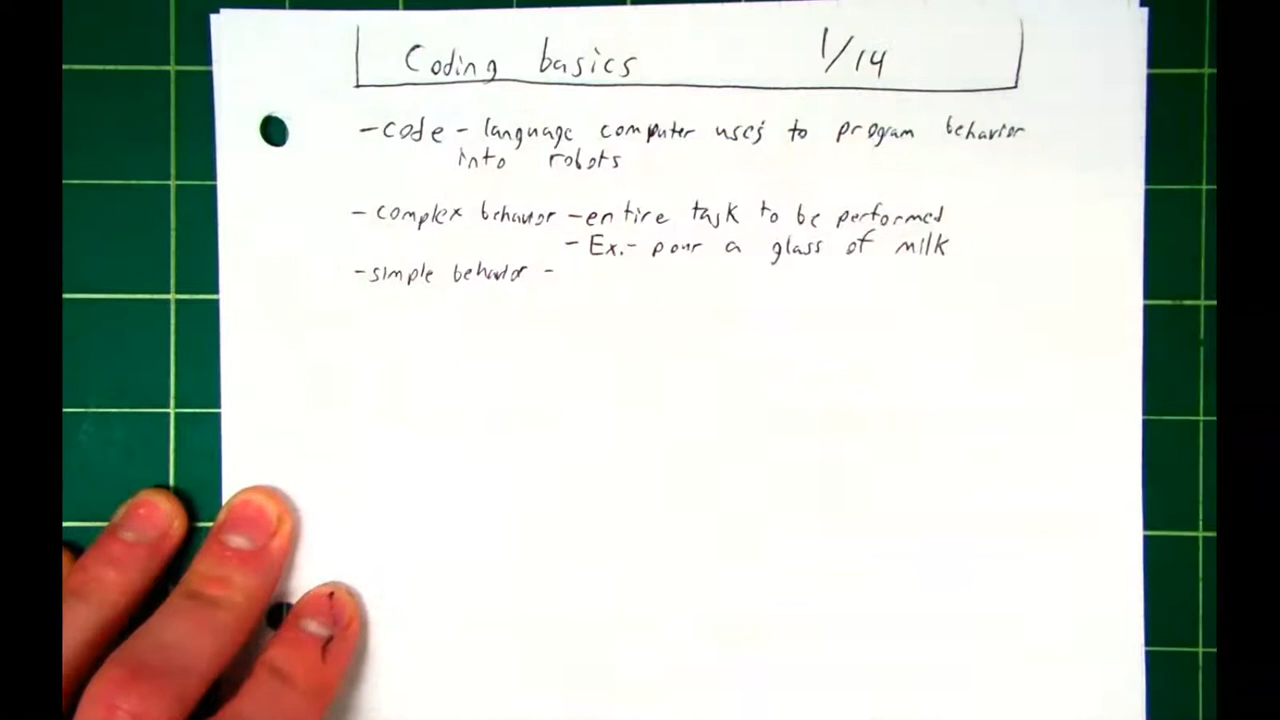 Coding basics 1/14
- code - language computer uses to program behavior
into robots
- complex behavior - entire task to be performed
- Ex. - pour a glass of milk
- simple behavior -